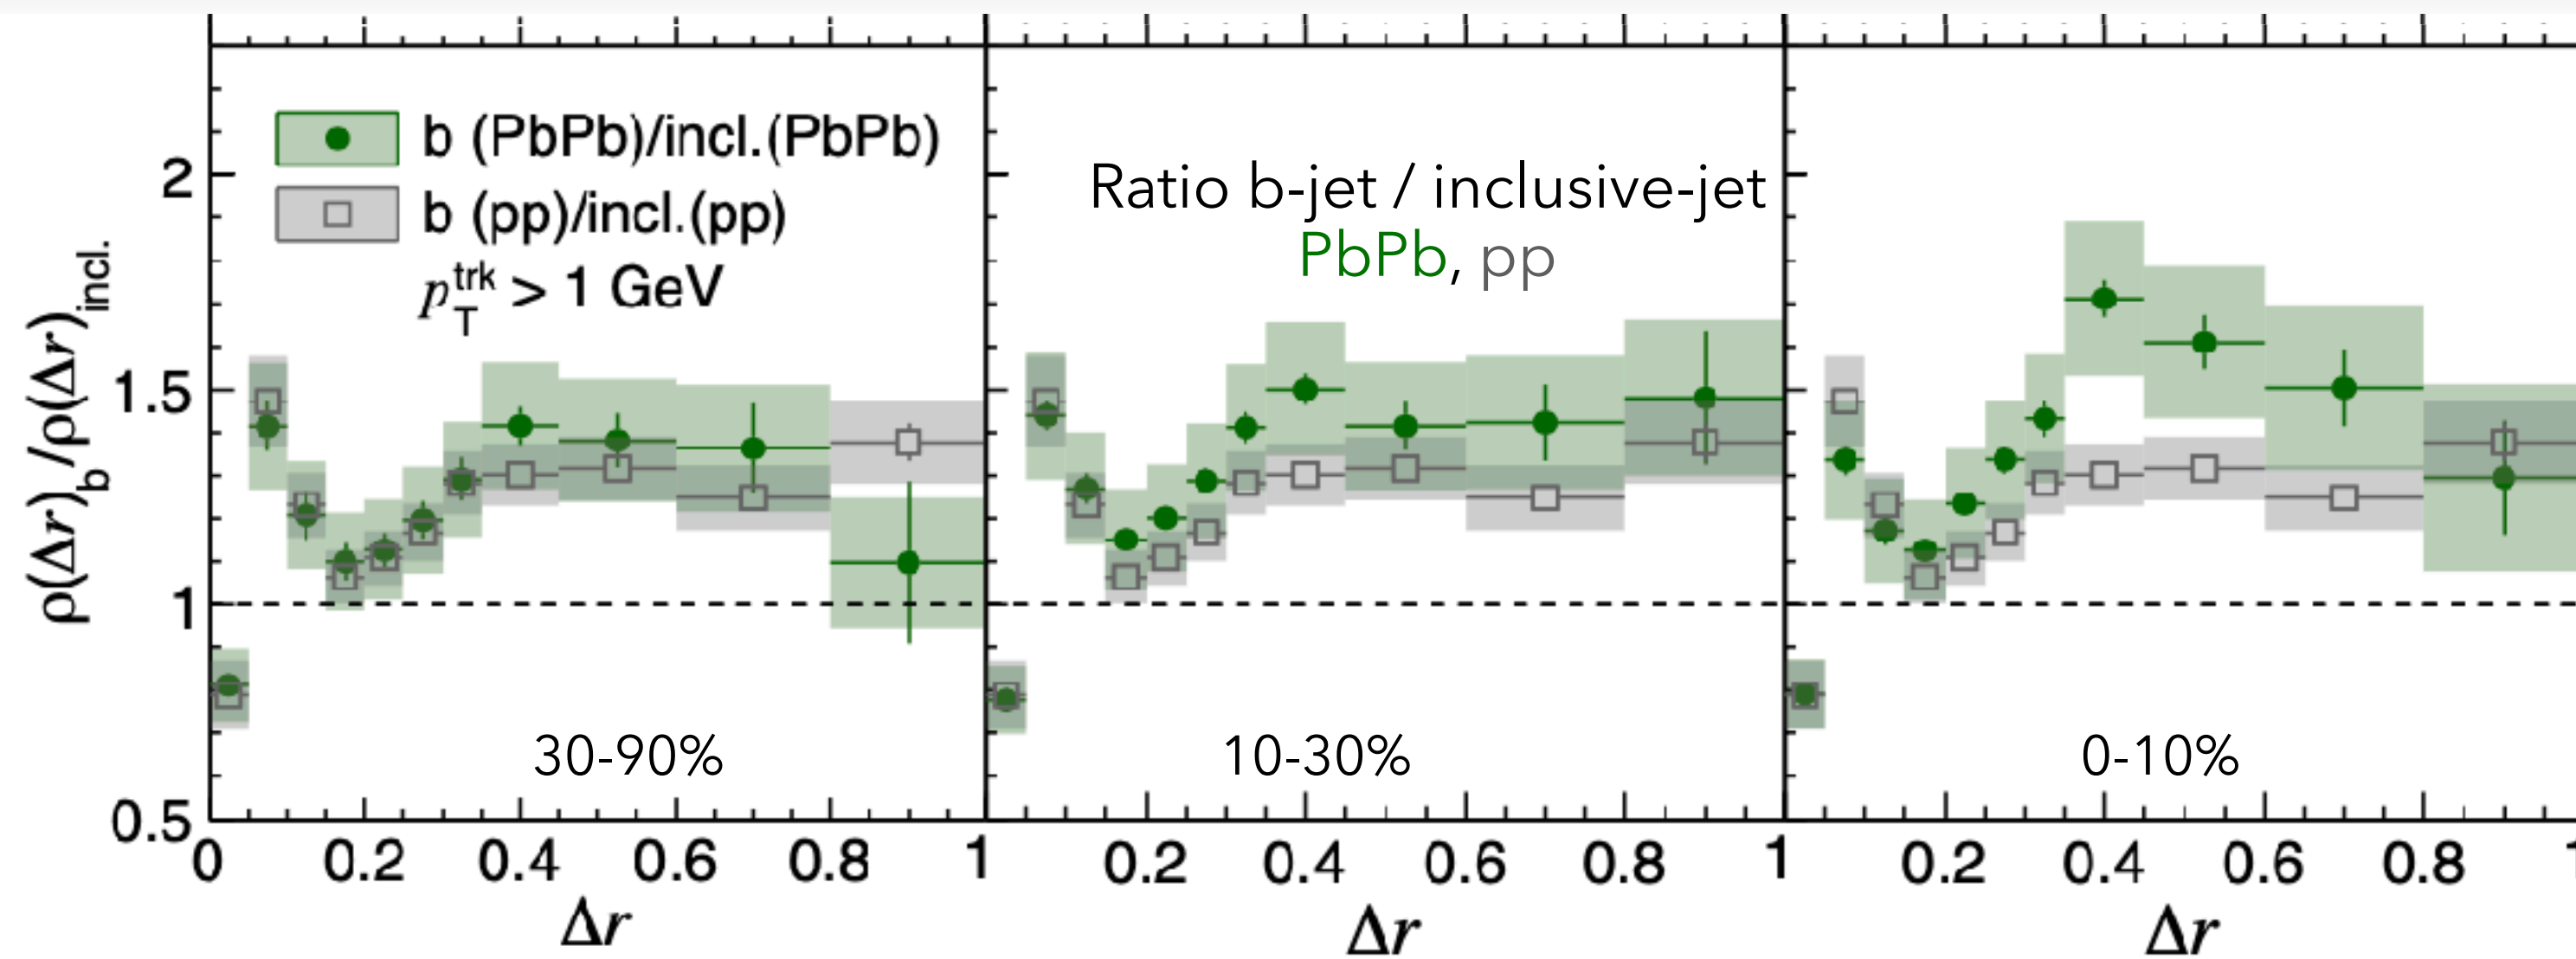 b (PbPb)/incl.(PbPb)
b (pp)/incl.(pp)
p_T^trk > 1 GeV
Ratio b-jet / inclusive-jet
PbPb, pp
ρ(Δr)_b/ρ(Δr)_incl.
2
1.5
1
0.5
30-90%
10-30%
0-10%
0 0.2 0.4 0.6 0.8 1 0.2 0.4 0.6 0.8 1 0.2 0.4 0.6 0.8
Δr Δr Δr